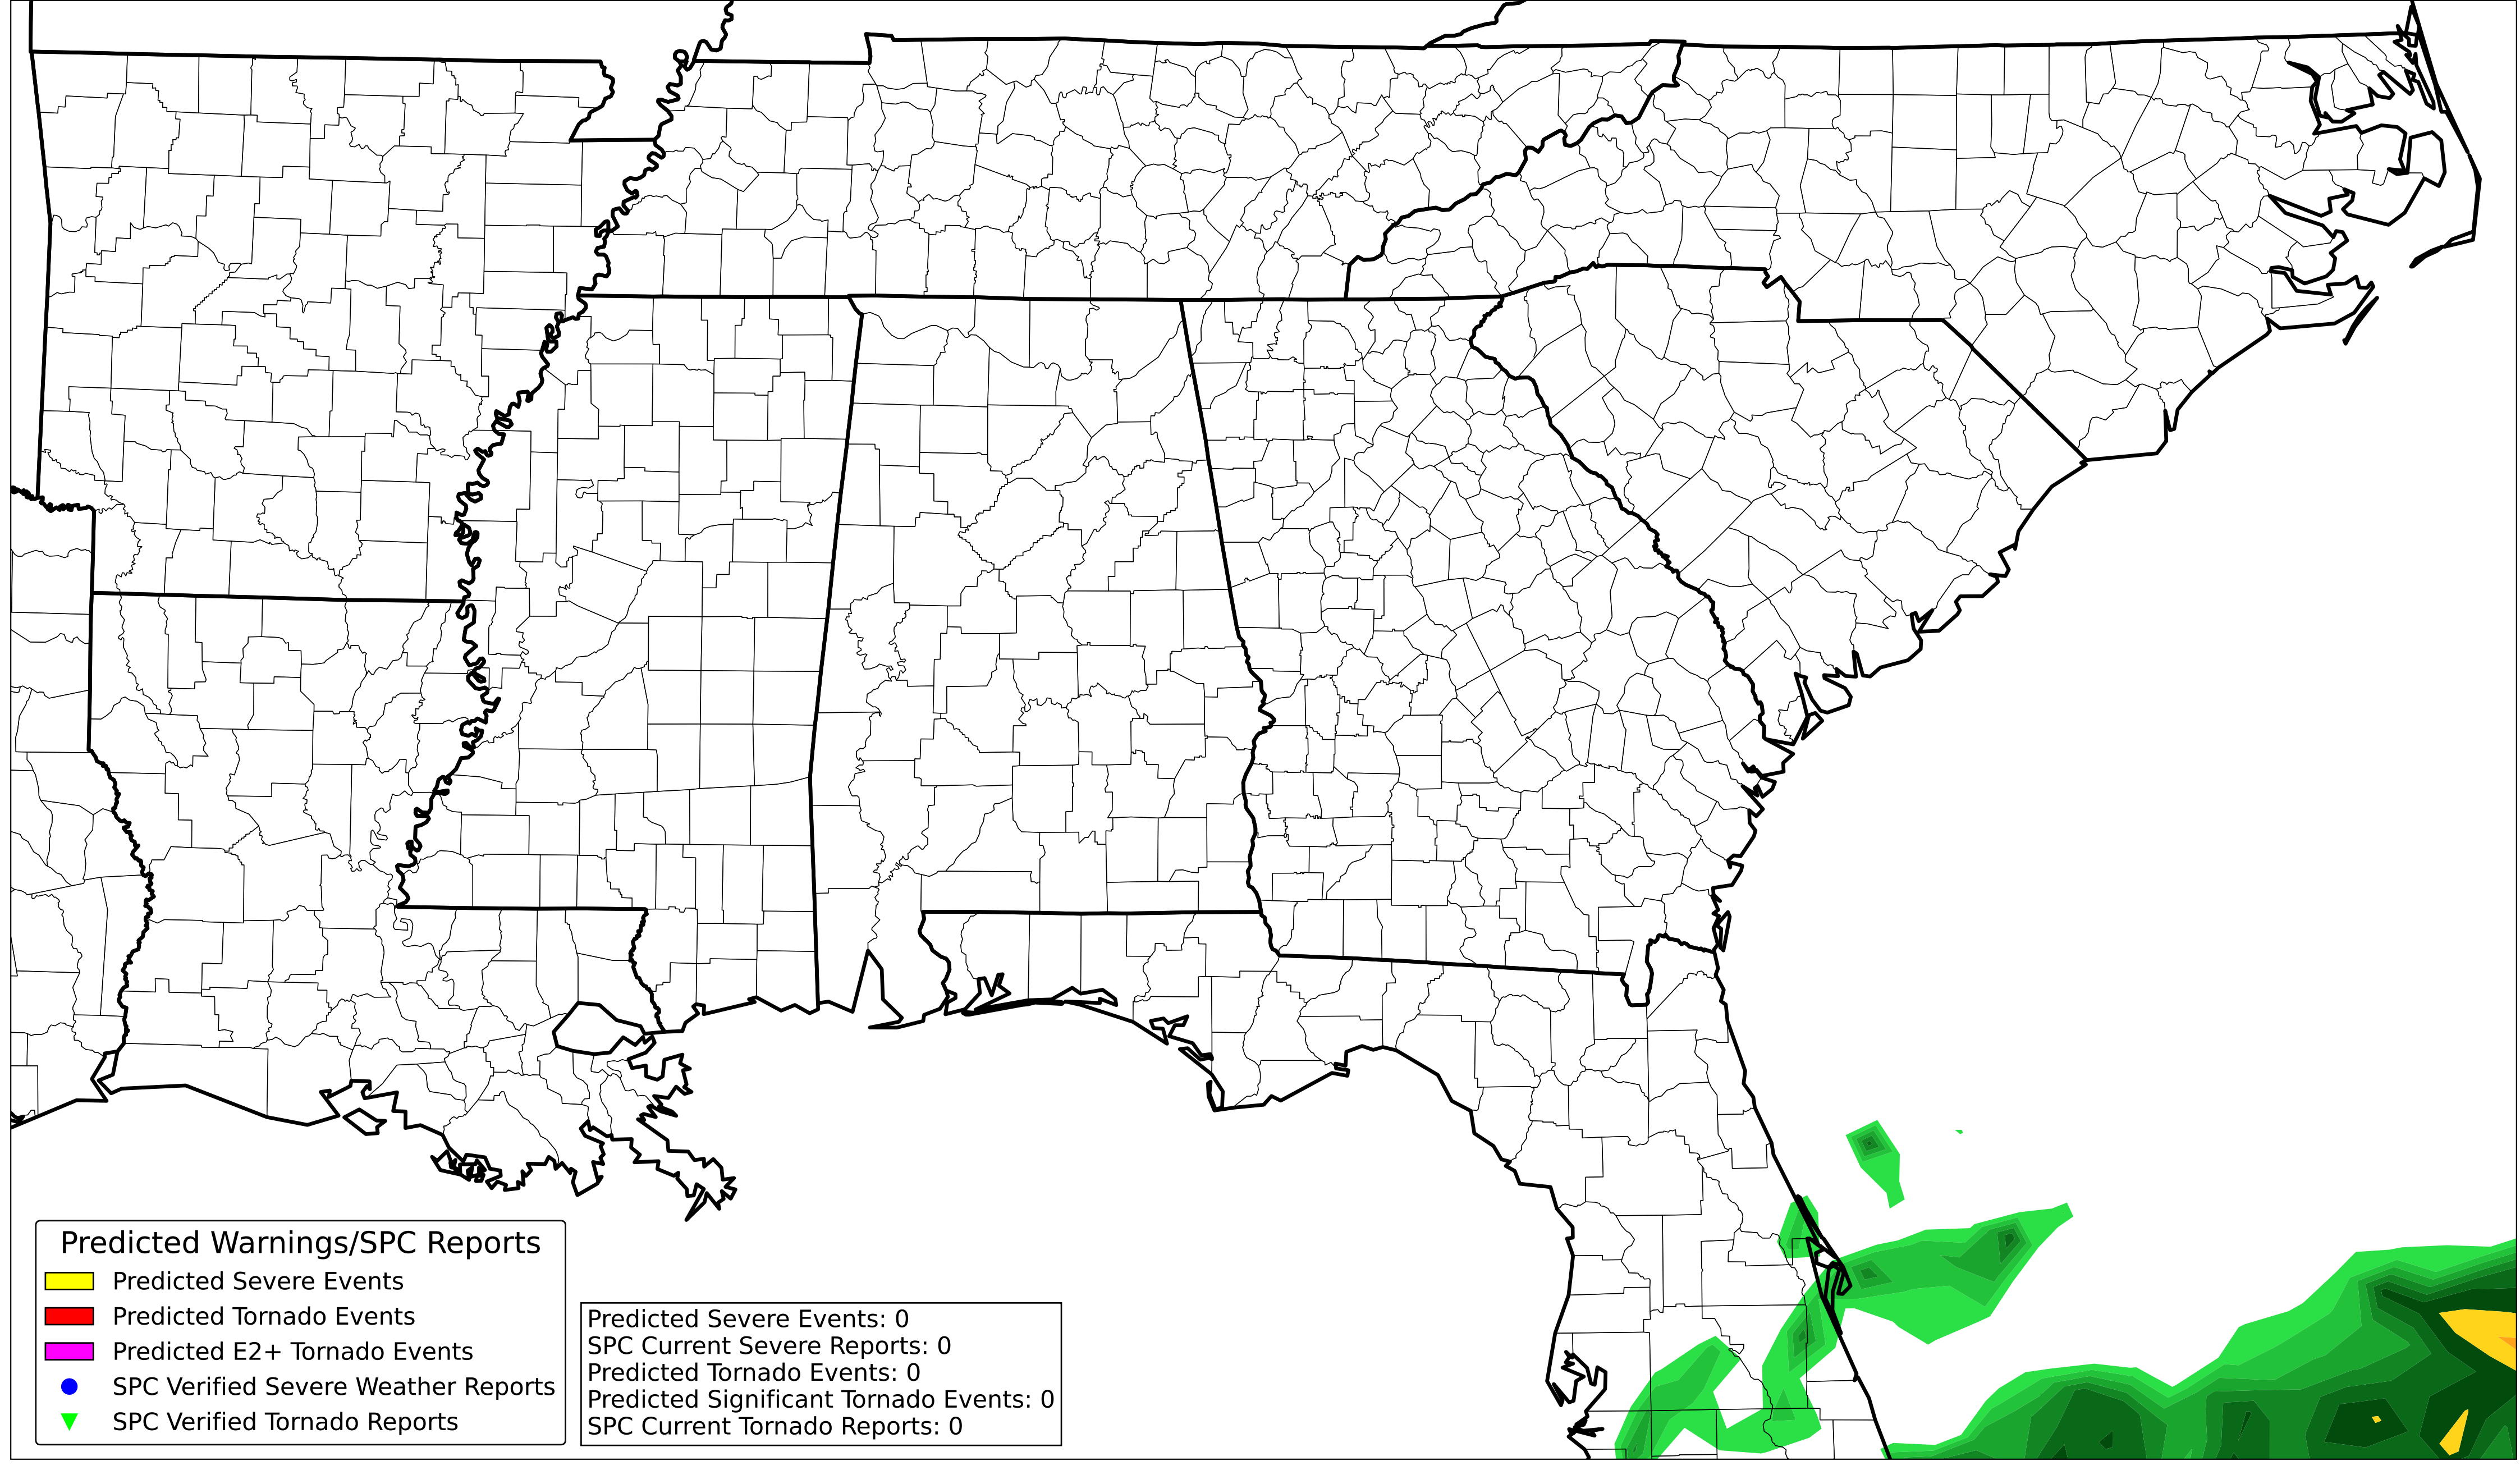 Predicted Warnings/SPC Reports
Predicted Severe Events
Predicted Tornado Events
Predicted E2+ Tornado Events
SPC Verified Severe Weather Reports
SPC Verified Tornado Reports
Predicted Severe Events: 0
SPC Current Severe Reports: 0
Predicted Tornado Events: 0
Predicted Significant Tornado Events: 0
SPC Current Tornado Reports: 0